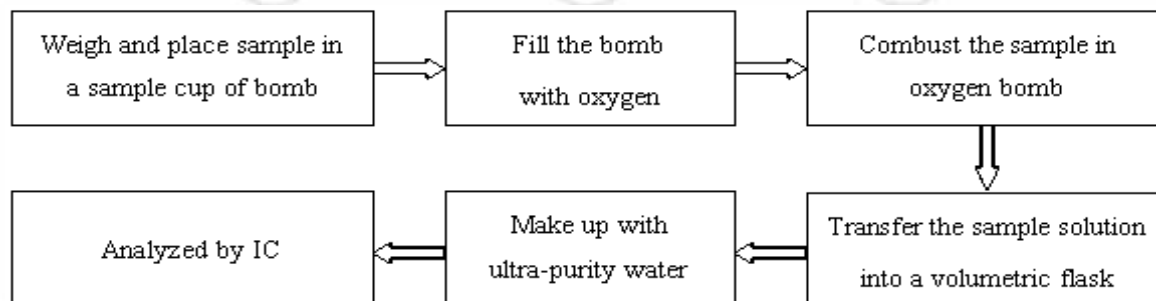 Weigh and place sample in
a sample cup of bomb
Fill the bomb
with oxygen
Combust the sample in
oxygen bomb
Transfer the sample solution
into a volumetric flask
Make up with
ultra-purity water
Analyzed by IC